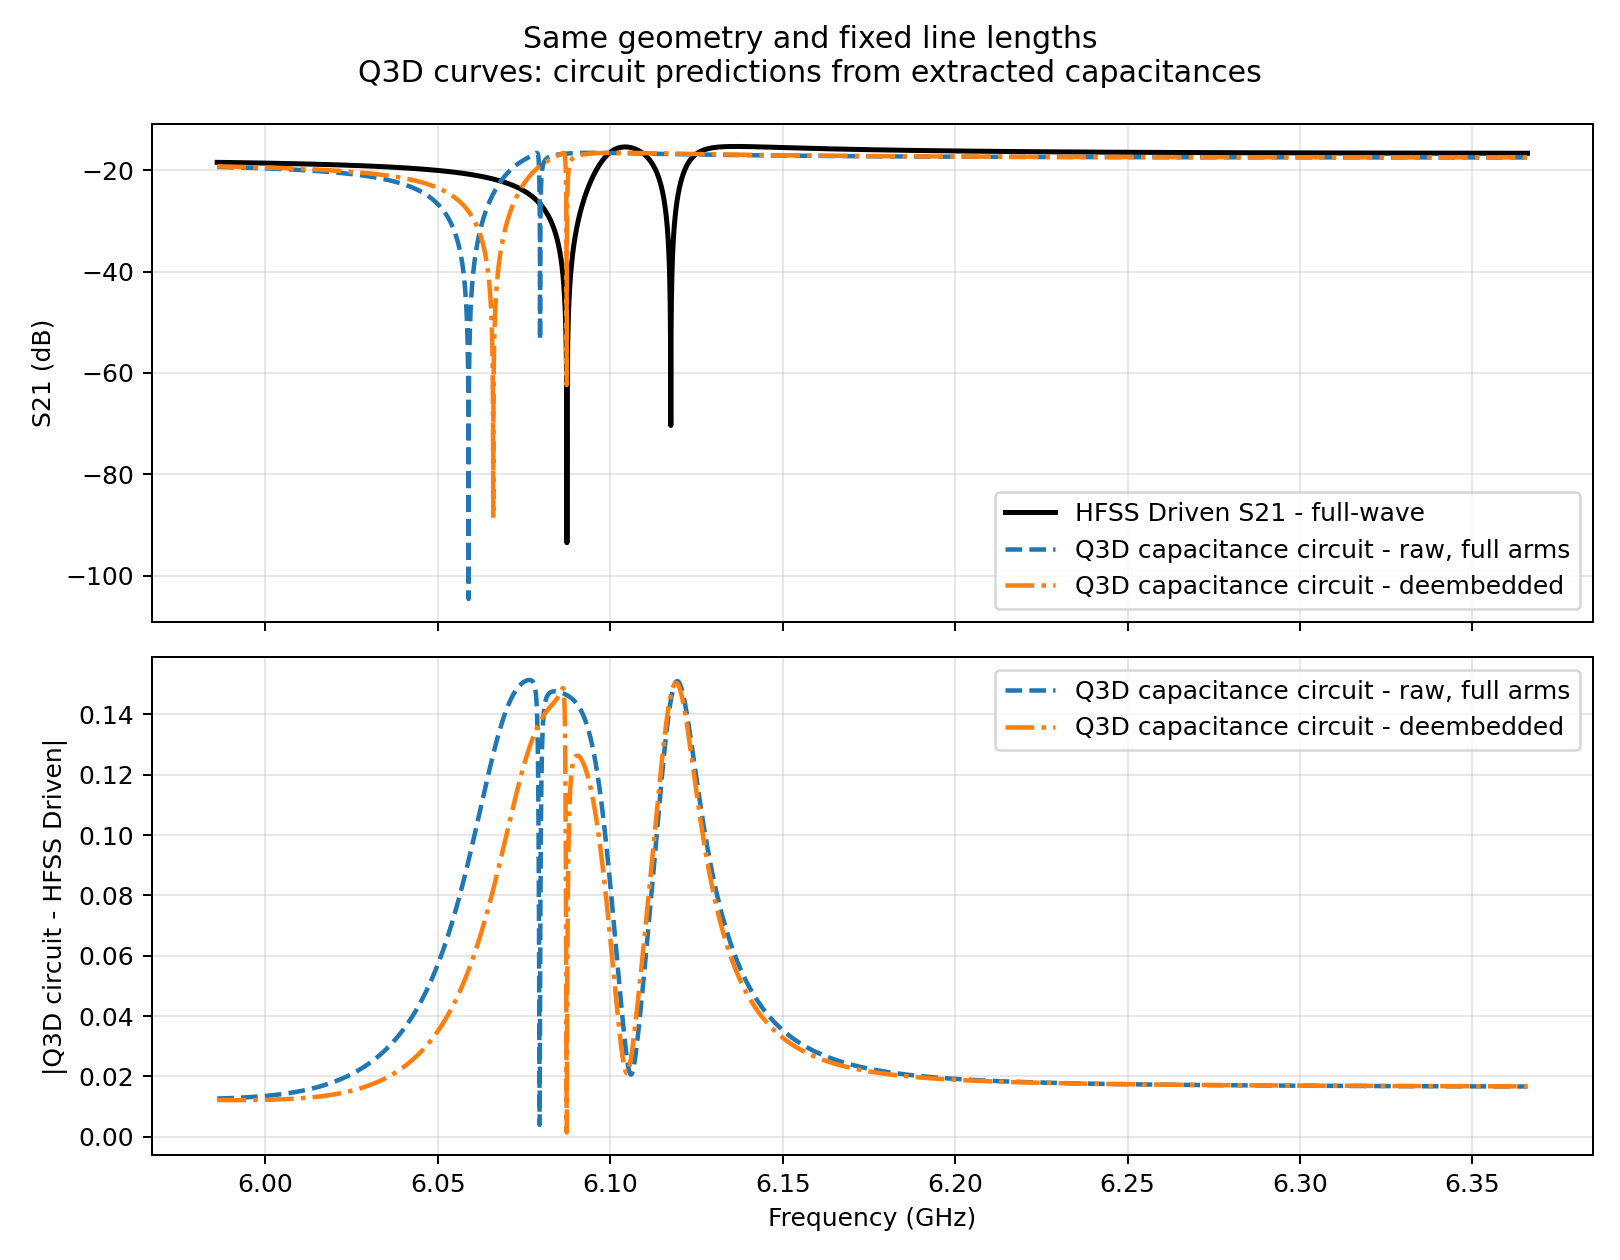 Same geometry and fixed line lengths
Q3D curves: circuit predictions from extracted capacitances
S21 (dB)
−20
−40
−60
−80
−100
HFSS Driven S21 - full-wave
Q3D capacitance circuit - raw, full arms
Q3D capacitance circuit - deembedded
|Q3D circuit - HFSS Driven|
0.14
0.12
0.10
0.08
0.06
0.04
0.02
0.00
Q3D capacitance circuit - raw, full arms
Q3D capacitance circuit - deembedded
6.00 6.05 6.10 6.15 6.20 6.25 6.30 6.35
Frequency (GHz)